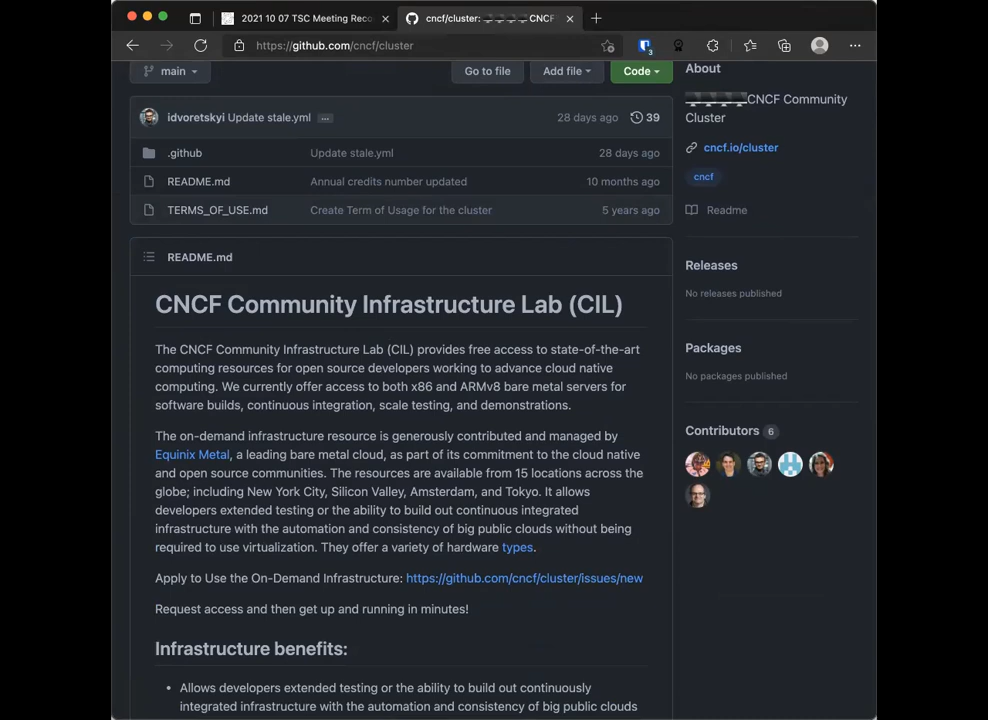 2021 10 07 TSC Meeting Reco
cncf/cluster: CNCF
https://github.com/cncf/cluster
3
main
Go to file
Add file
Code
About
CNCF Community
Cluster
cncf.io/cluster
cncf
Readme
idvoretskyi Update stale.yml ...
28 days ago
39
.github
Update stale.yml
28 days ago
README.md
Annual credits number updated
10 months ago
TERMS_OF_USE.md
Create Term of Usage for the cluster
5 years ago
Releases
No releases published
Packages
No packages published
Contributors 6
README.md
CNCF Community Infrastructure Lab (CIL)
The CNCF Community Infrastructure Lab (CIL) provides free access to state-of-the-art
computing resources for open source developers working to advance cloud native
computing. We currently offer access to both x86 and ARMv8 bare metal servers for
software builds, continuous integration, scale testing, and demonstrations.
The on-demand infrastructure resource is generously contributed and managed by
Equinix Metal, a leading bare metal cloud, as part of its commitment to the cloud native
and open source communities. The resources are available from 15 locations across the
globe; including New York City, Silicon Valley, Amsterdam, and Tokyo. It allows
developers extended testing or the ability to build out continuous integrated
infrastructure with the automation and consistency of big public clouds without being
required to use virtualization. They offer a variety of hardware types.
Apply to Use the On-Demand Infrastructure: https://github.com/cncf/cluster/issues/new
Request access and then get up and running in minutes!
Infrastructure benefits:
• Allows developers extended testing or the ability to build out continuously
integrated infrastructure with the automation and consistency of big public clouds